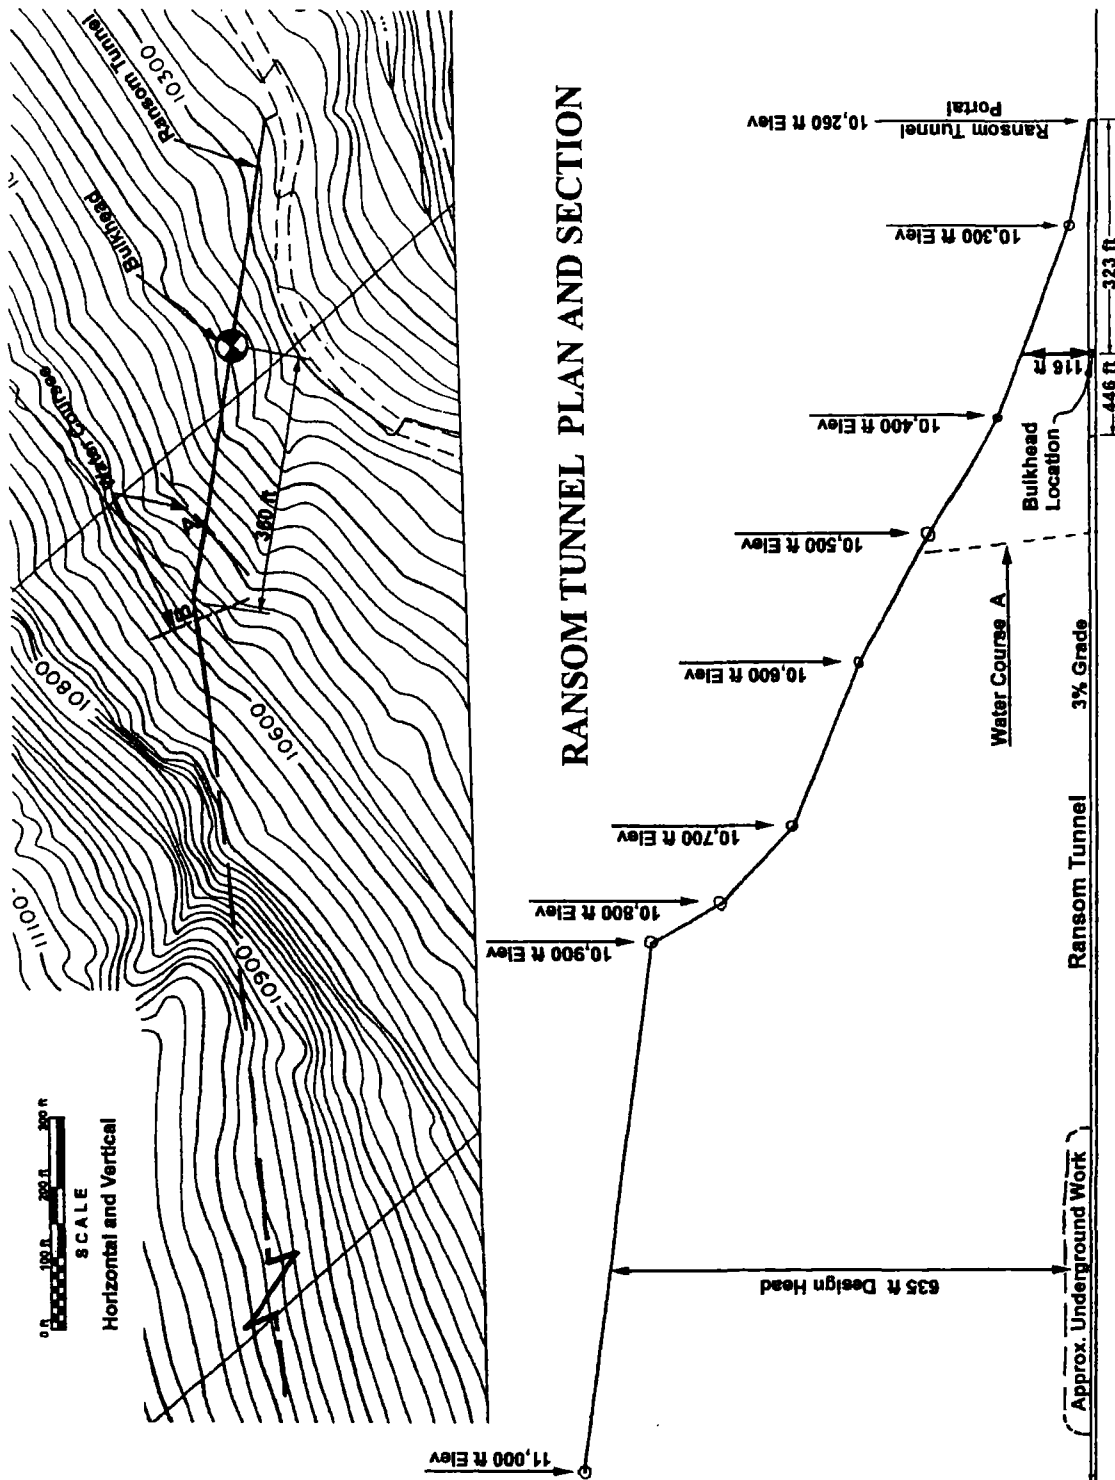 Ransom Tunnel
10300
Bulkhead
Water Courses
A
B
360 ft
10800
10600
10900
11100
0 ft 100 ft 200 ft 300 ft
SCALE
Horizontal and Vertical
RANSOM TUNNEL PLAN AND SECTION
11,000 ft Elev
10,900 ft Elev
10,800 ft Elev
10,700 ft Elev
10,600 ft Elev
10,500 ft Elev
10,400 ft Elev
10,300 ft Elev
10,260 ft Elev
Ransom Tunnel
Portal
635 ft Design Head
Water Course A
Bulkhead
Location
116 ft
323 ft
446 ft
Approx. Underground Work
Ransom Tunnel
3% Grade